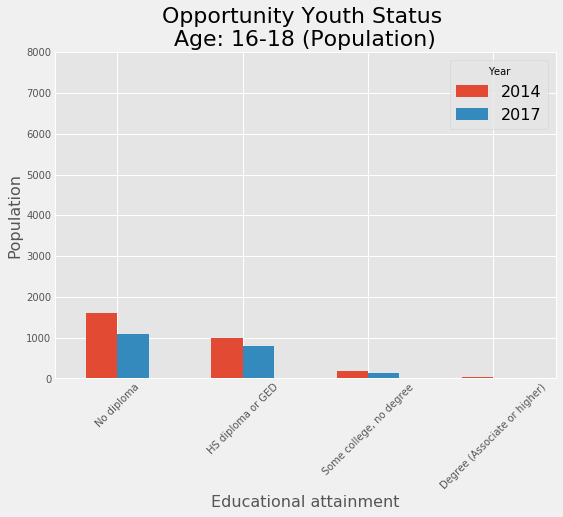 Opportunity Youth Status
Age: 16-18 (Population)
Year
2014
2017
8000
7000
6000
5000
4000
3000
2000
1000
0
Population
No diploma
HS diploma or GED
Some college, no degree
Degree (Associate or higher)
Educational attainment